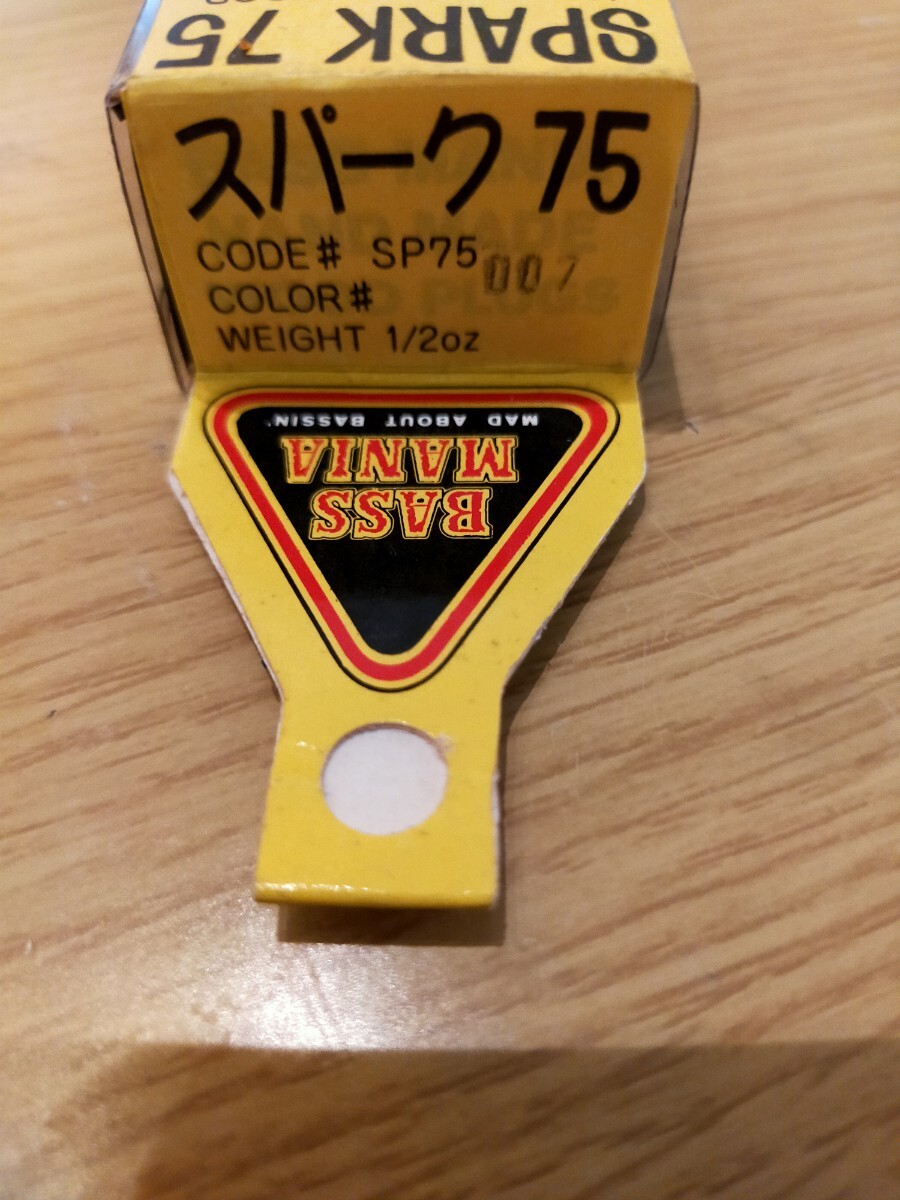 SPARK 75
スパーク 75
CODE# SP75
007
COLOR#
WEIGHT 1/2oz
BASS
MANIA
MAD ABOUT BASSIN'